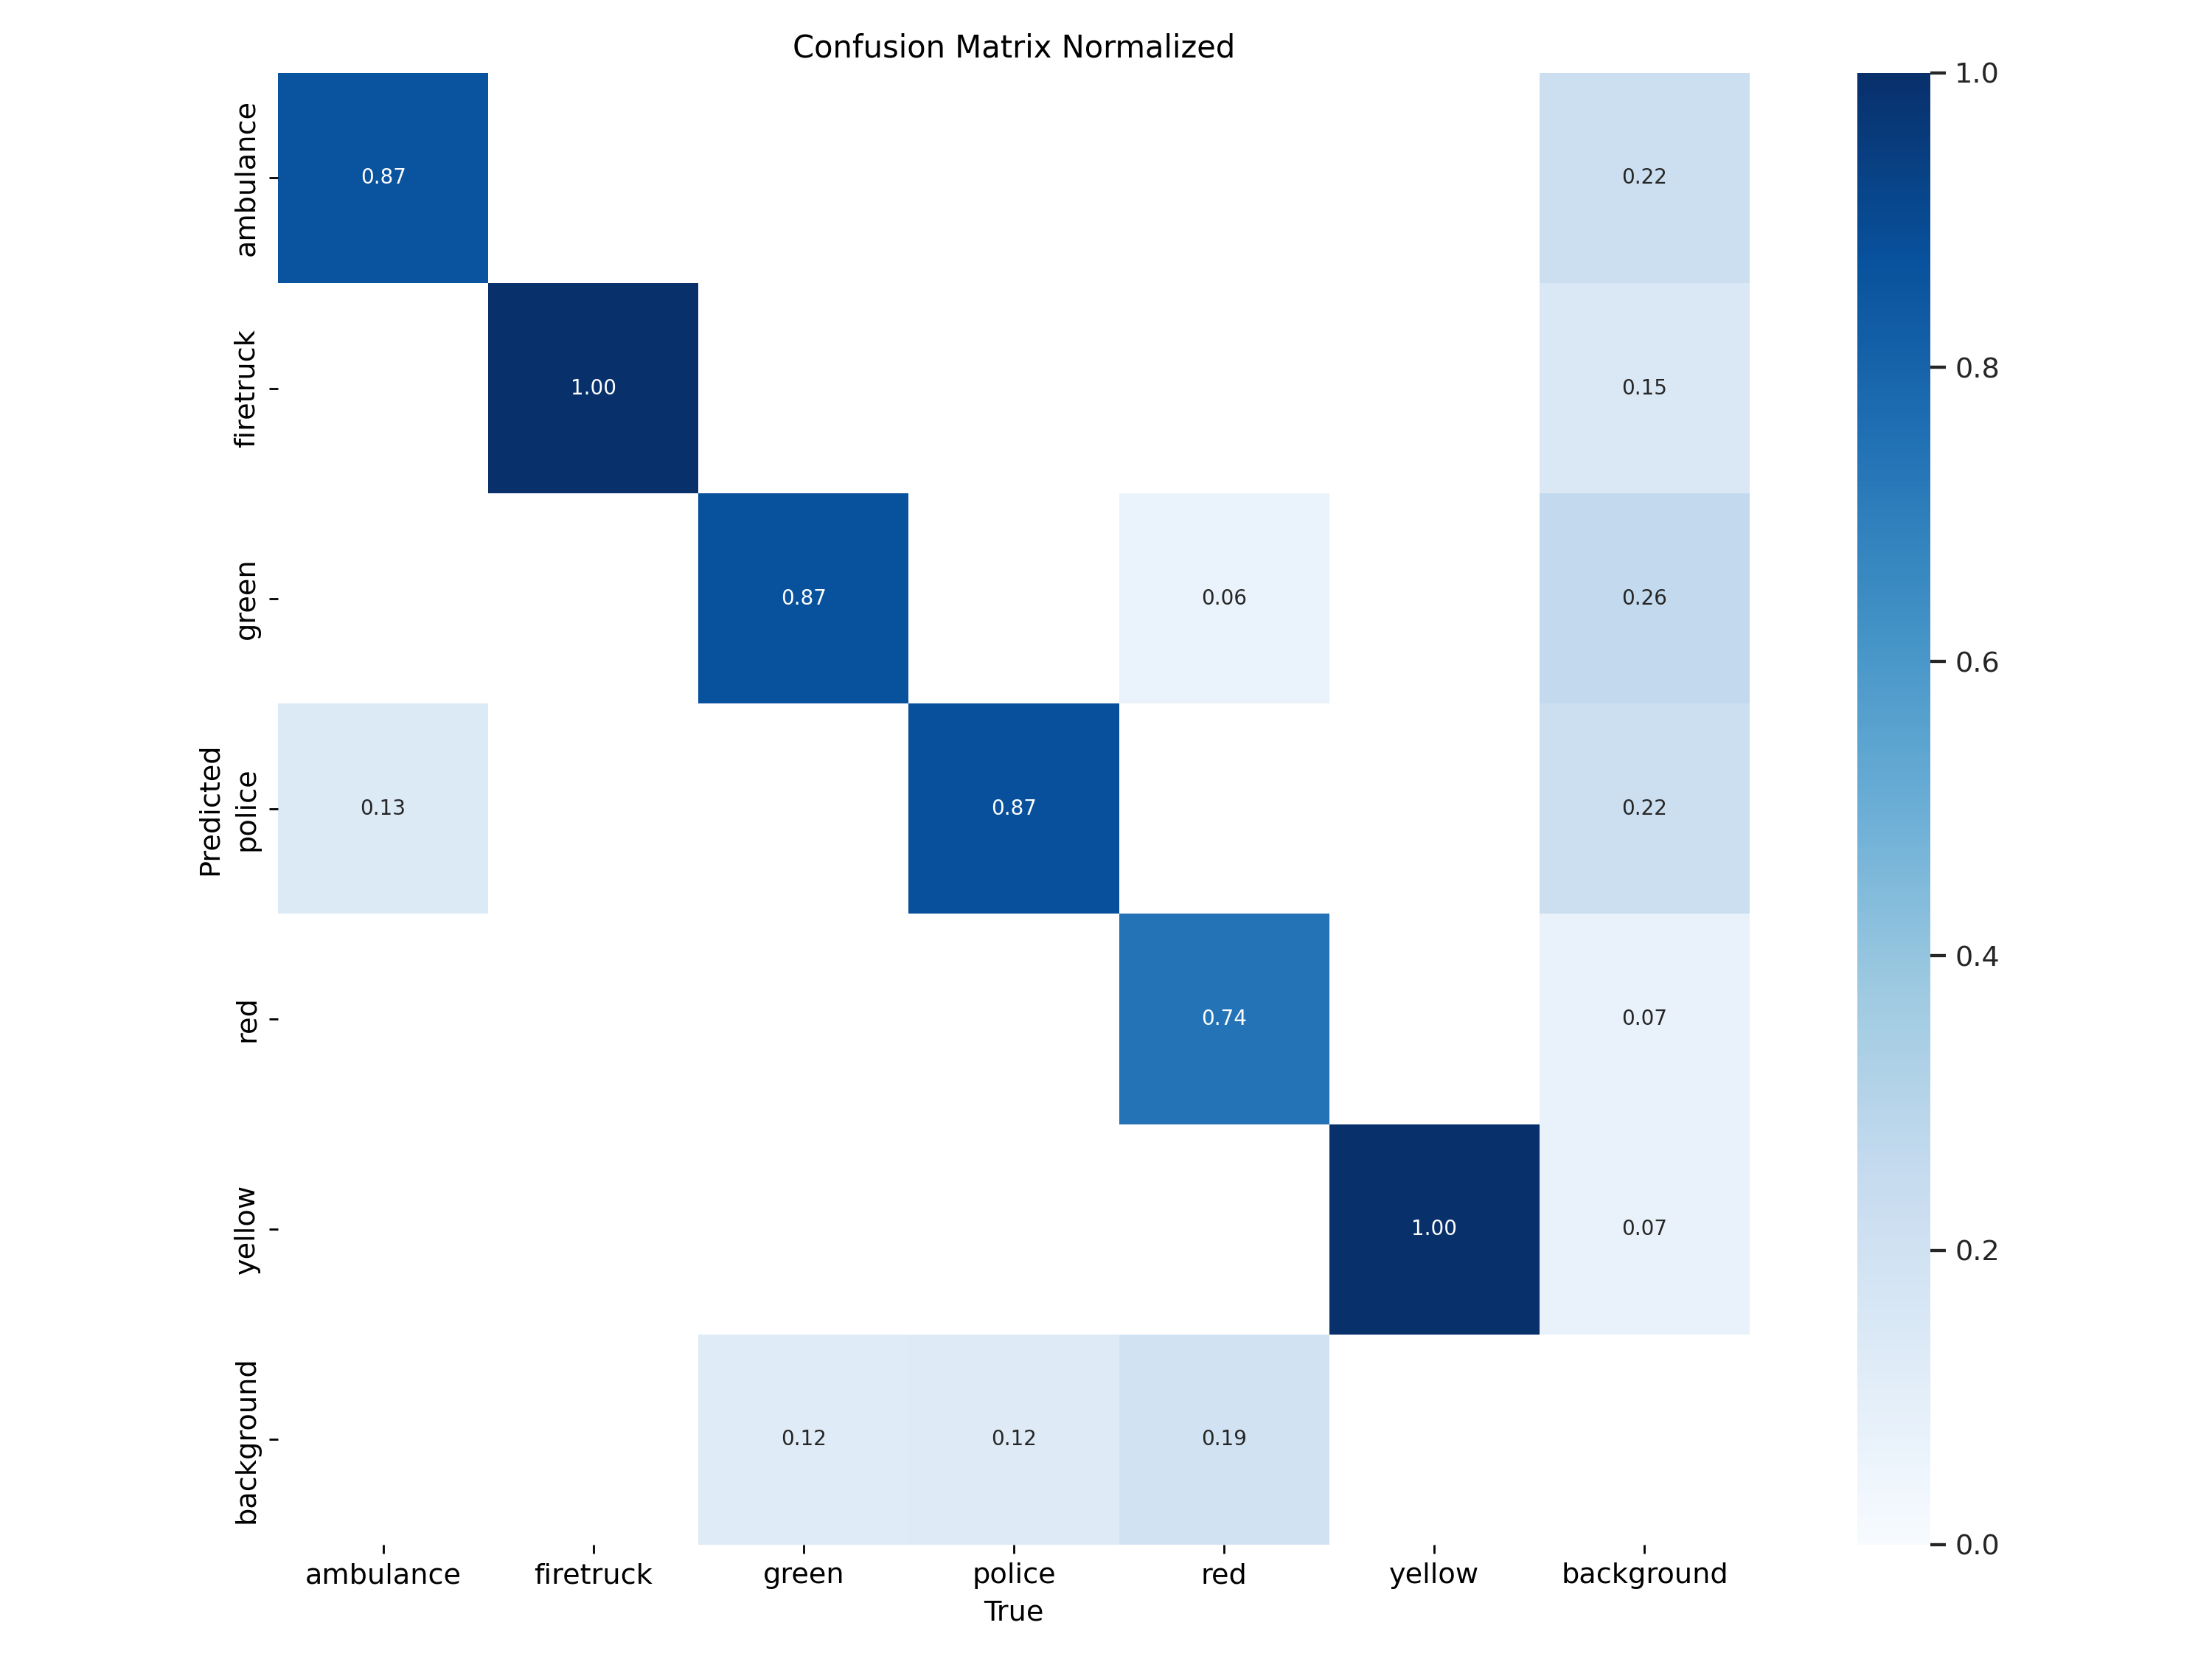 Confusion Matrix Normalized
ambulance
0.87
0.22
1.0
firetruck
1.00
0.15
0.8
green
0.87
0.06
0.26
0.6
Predicted
police
0.13
0.87
0.22
red
0.74
0.07
0.4
yellow
1.00
0.07
0.2
background
0.12
0.12
0.19
0.0
ambulance firetruck green police red yellow background
True